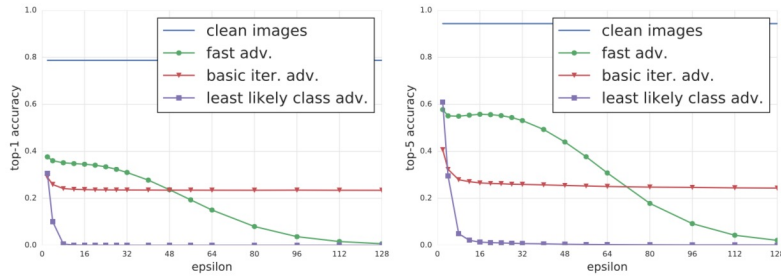 1.0
0.8
0.6
0.4
0.2
0.0
top-1 accuracy
clean images
fast adv.
basic iter. adv.
least likely class adv.
16 32 48 64 80 96 112 128
epsilon
1.0
0.8
0.6
0.4
0.2
0.0
top-5 accuracy
clean images
fast adv.
basic iter. adv.
least likely class adv.
16 32 48 64 80 96 112 128
epsilon